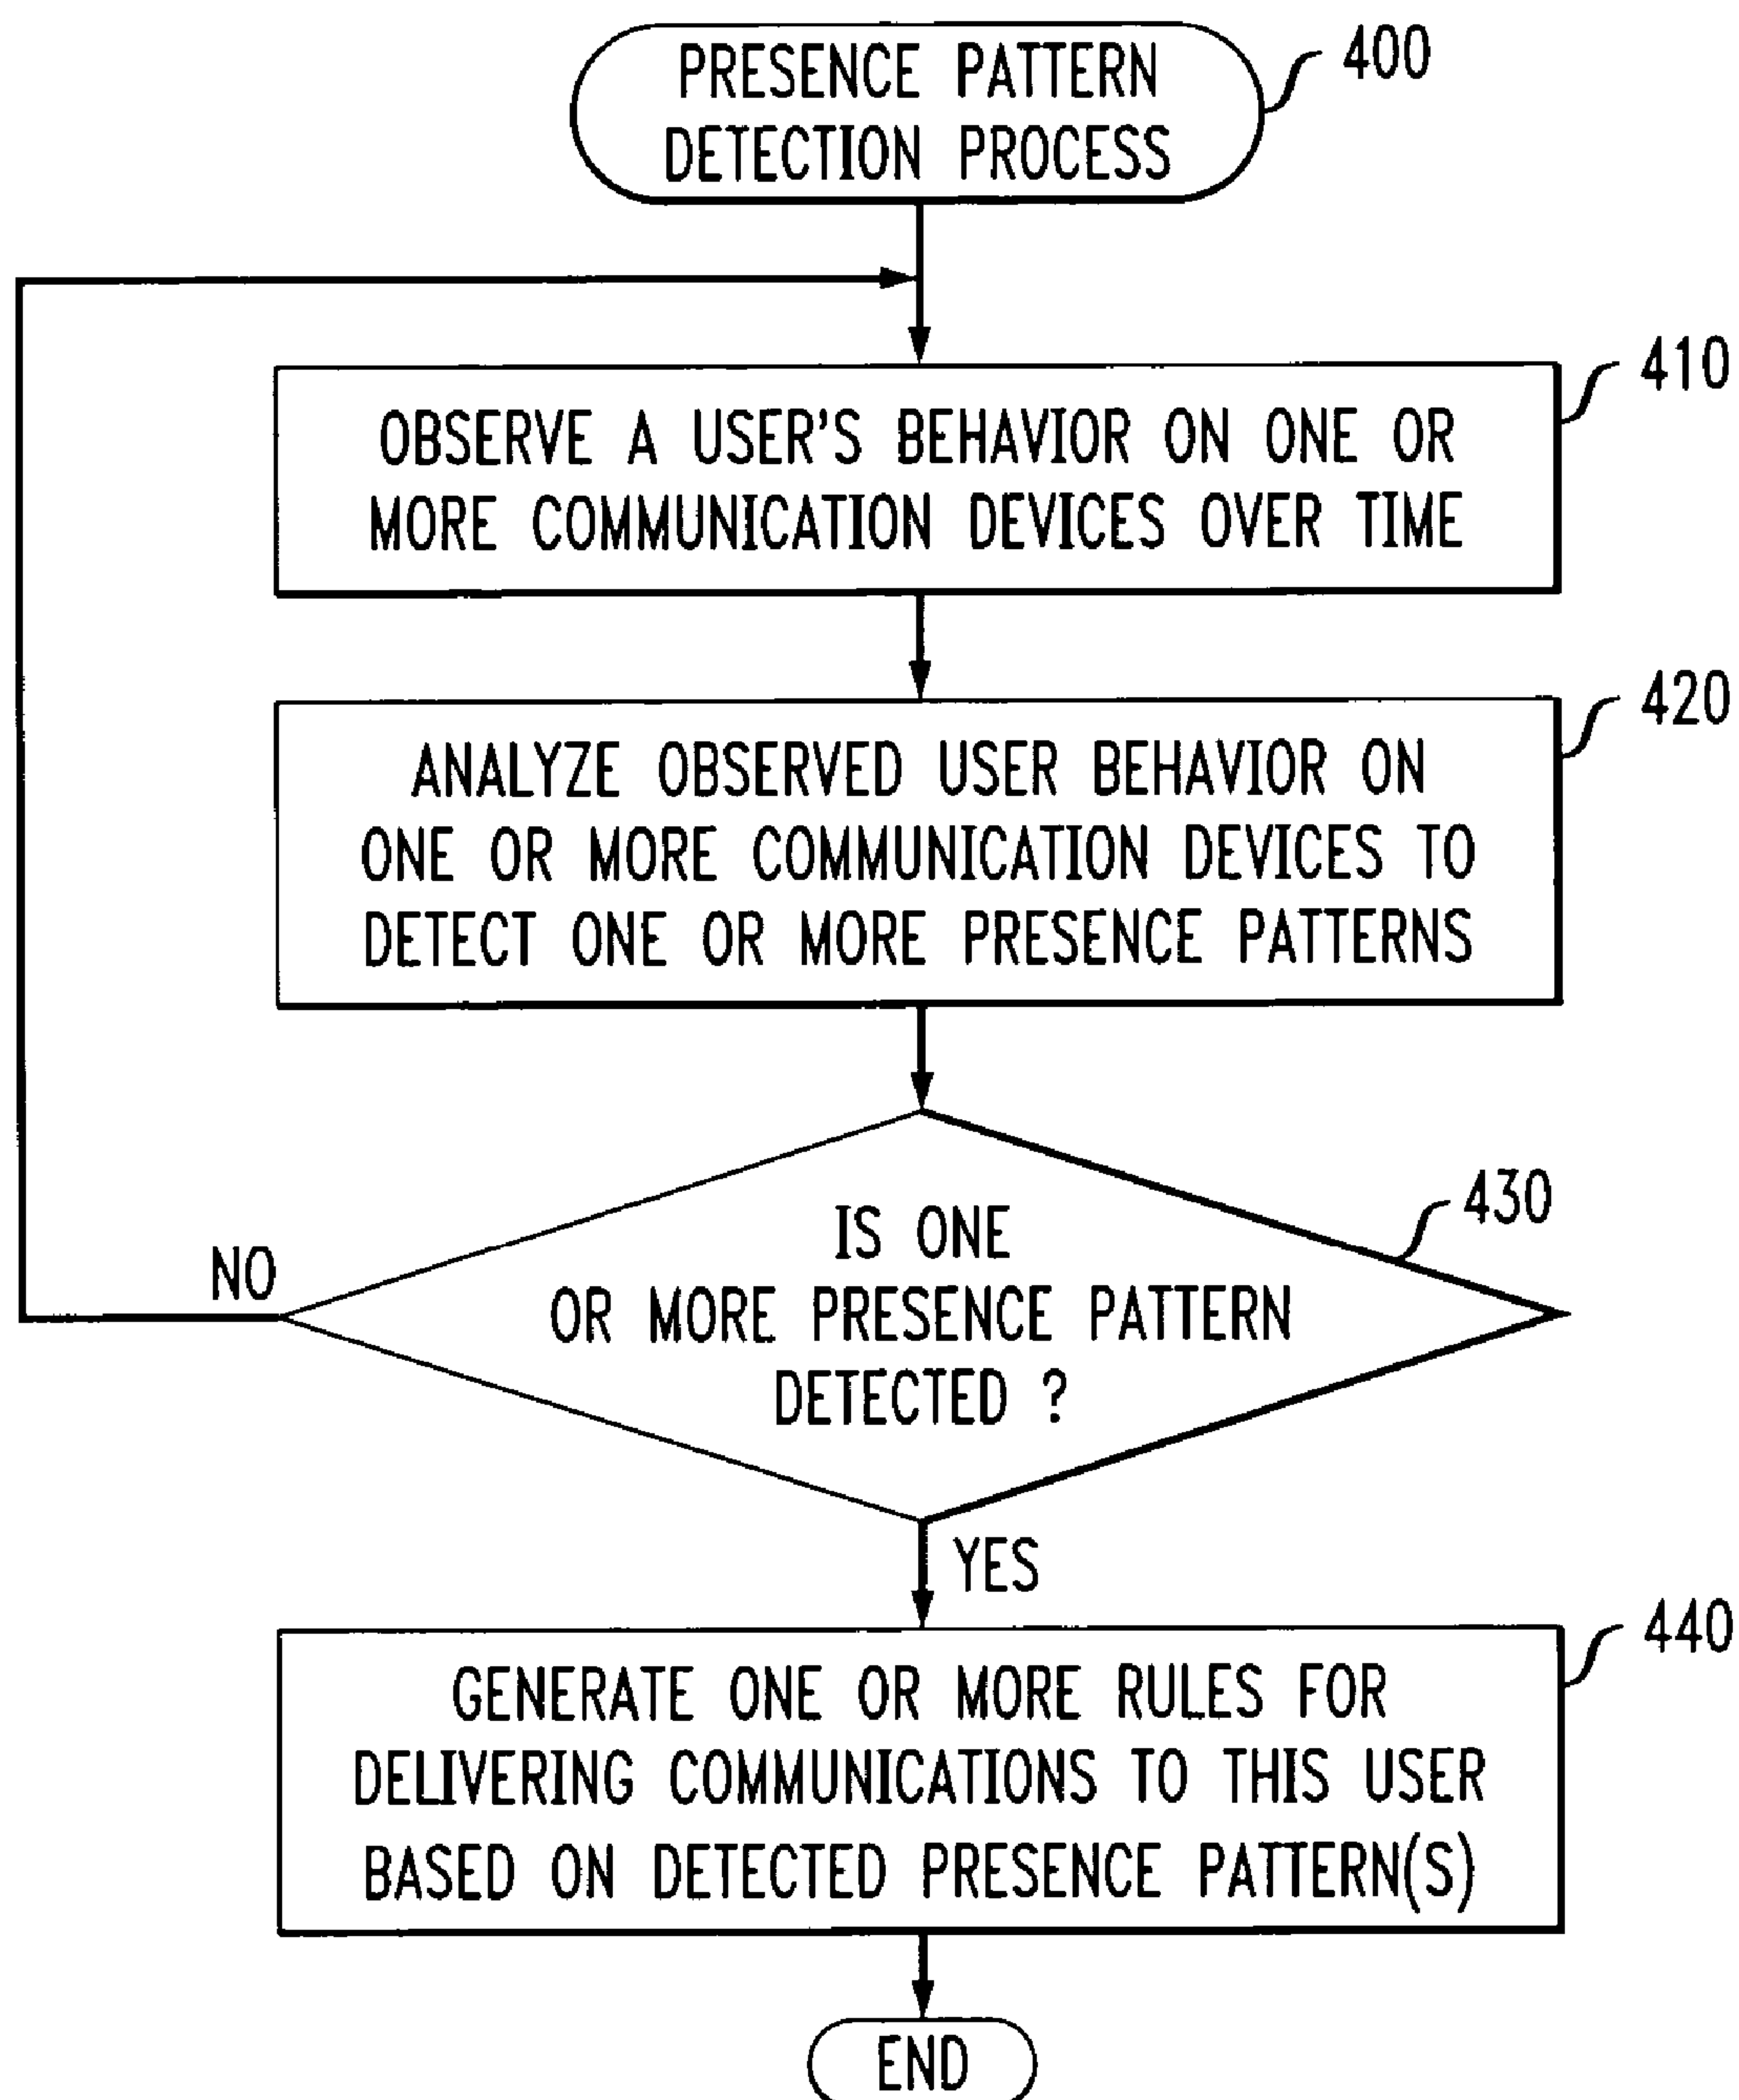 PRESENCE PATTERN
DETECTION PROCESS
400
OBSERVE A USER'S BEHAVIOR ON ONE OR
MORE COMMUNICATION DEVICES OVER TIME
410
ANALYZE OBSERVED USER BEHAVIOR ON
ONE OR MORE COMMUNICATION DEVICES TO
DETECT ONE OR MORE PRESENCE PATTERNS
420
IS ONE
OR MORE PRESENCE PATTERN
DETECTED ?
430
NO
YES
GENERATE ONE OR MORE RULES FOR
DELIVERING COMMUNICATIONS TO THIS USER
BASED ON DETECTED PRESENCE PATTERN(S)
440
END